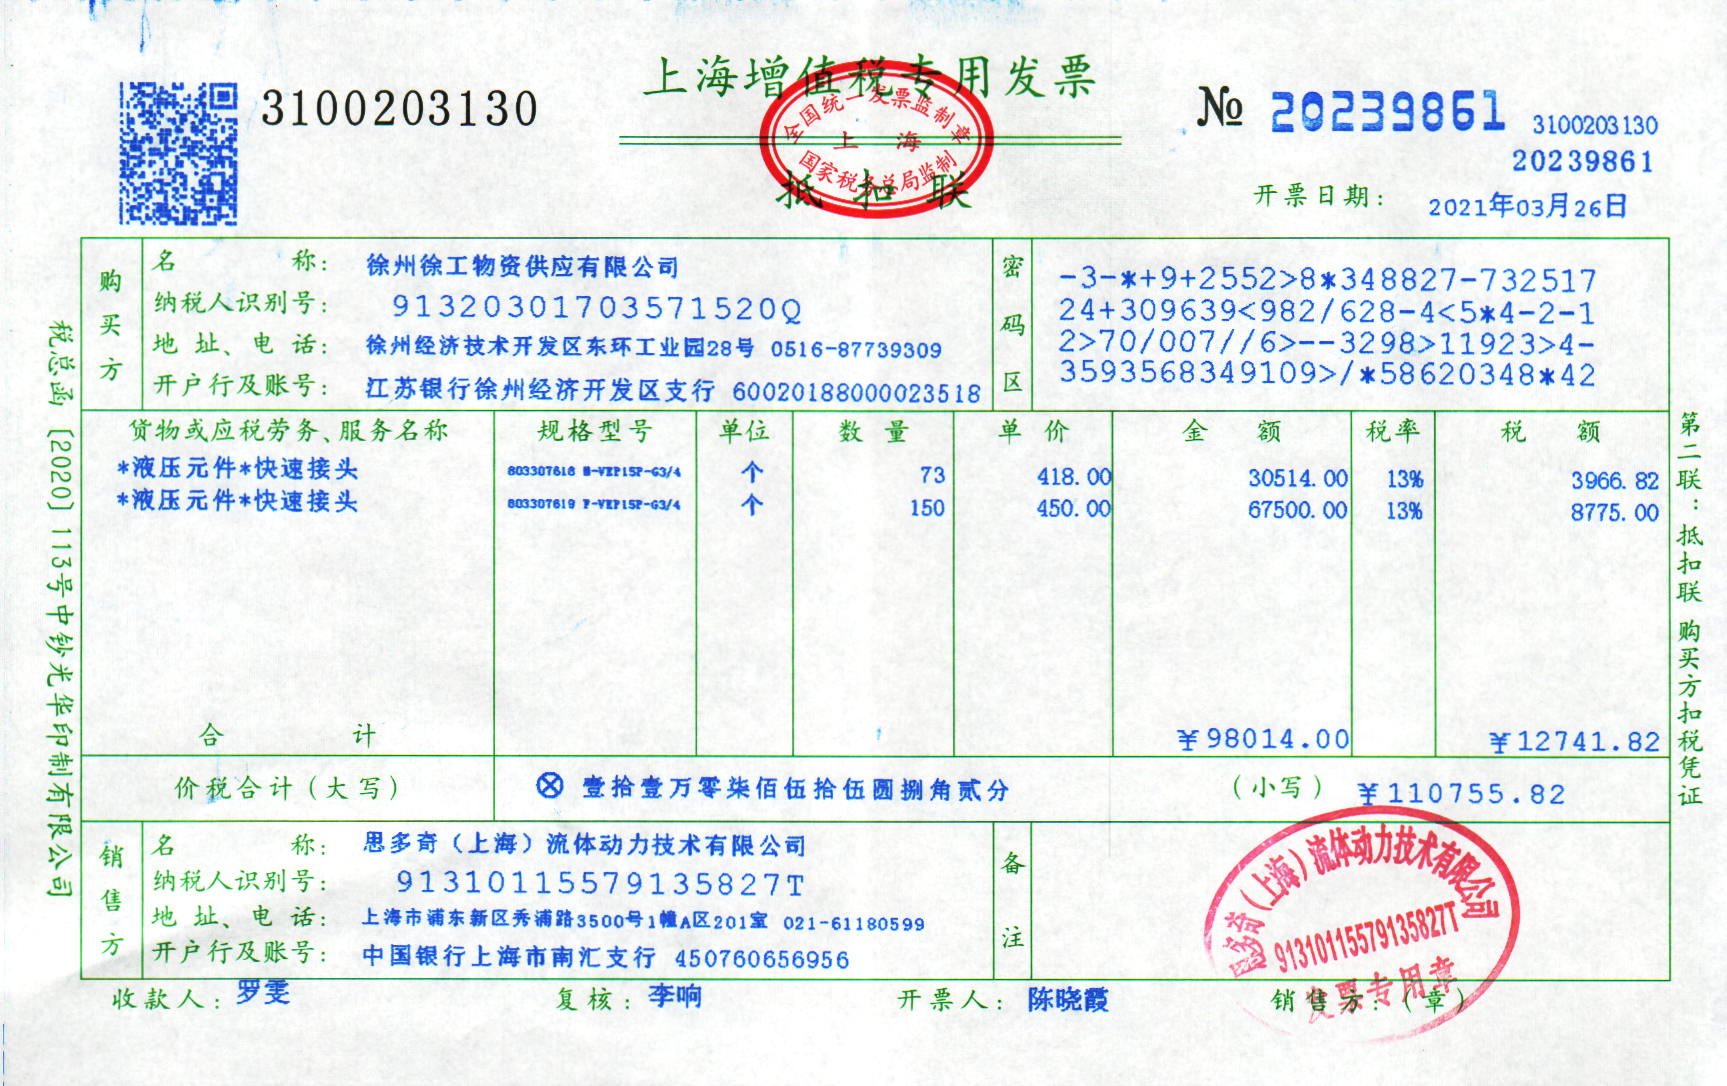 上海增值税专用发票
3100203130
№ 20239861
3100203130
20239861
全国统一发票监制章
上海
国家税务总局监制
抵扣联
开票日期： 2021年03月26日
税总函〔2020〕113号中钞光华印制有限公司
购买方
名 称： 徐州徐工物资供应有限公司
纳税人识别号： 91320301703571520Q
地 址、电 话： 徐州经济技术开发区东环工业园28号 0516-87739309
开户行及账号： 江苏银行徐州经济开发区支行 60020188000023518
密码区
-3-*+9+2552>8*348827-732517
24+309639<982/628-4<5*4-2-1
2>70/007//6>--3298>11923>4-
3593568349109>/*58620348*42
货物或应税劳务、服务名称 规格型号 单位 数 量 单 价 金 额 税率 税 额
*液压元件*快速接头 803307618 M-VEP15P-G3/4 个 73 418.00 30514.00 13% 3966.82
*液压元件*快速接头 803307619 F-VEP15P-G3/4 个 150 450.00 67500.00 13% 8775.00
合 计 ￥98014.00 ￥12741.82
价税合计（大写） ⊗ 壹拾壹万零柒佰伍拾伍圆捌角贰分 （小写） ￥110755.82
销售方
名 称： 思多奇（上海）流体动力技术有限公司
纳税人识别号： 91310115579135827T
地 址、电 话： 上海市浦东新区秀浦路3500号1幢A区201室 021-61180599
开户行及账号： 中国银行上海市南汇支行 450760656956
备注
思多奇（上海）流体动力技术有限公司
91310115579135827T
发票专用章
收款人： 罗雯 复核：李响 开票人： 陈晓霞 销售方：（章）
第二联：抵扣联 购买方扣税凭证